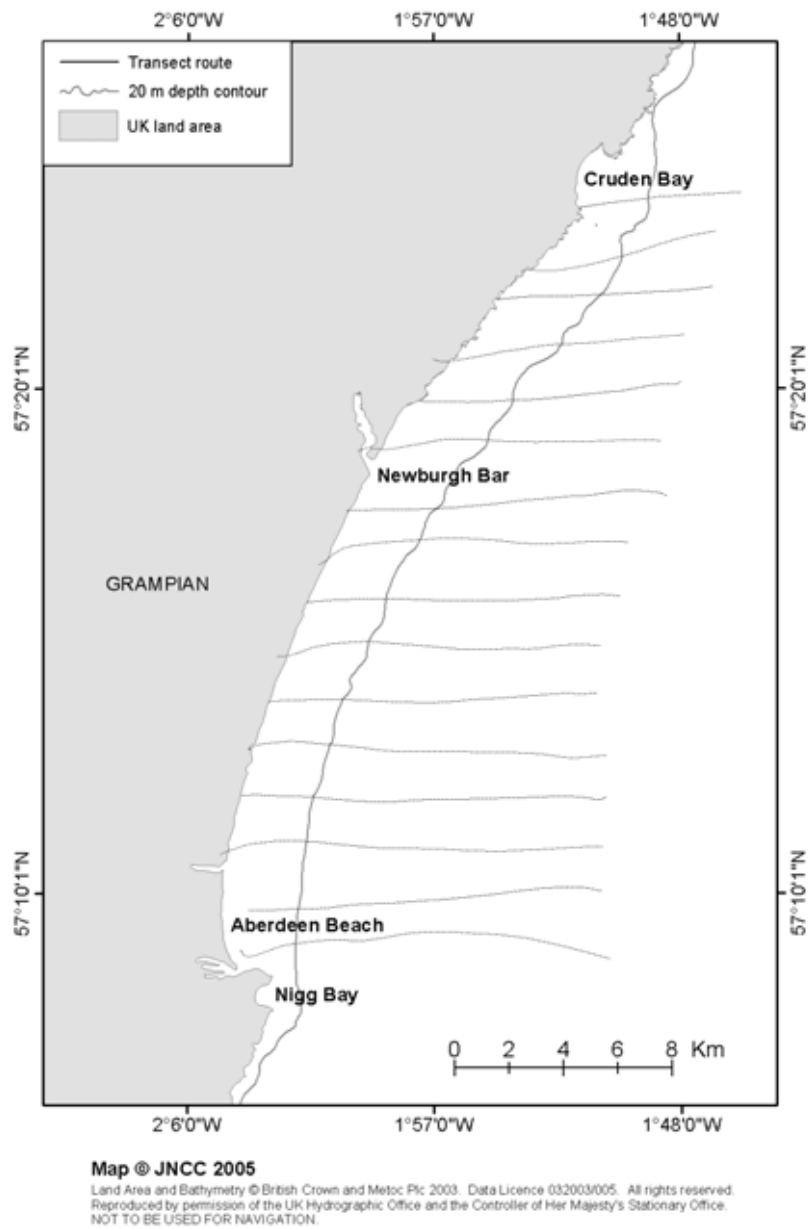 2°6'0"W
1°57'0"W
1°48'0"W
Transect route
20 m depth contour
UK land area
Cruden Bay
57°20'1"N
57°20'1"N
Newburgh Bar
GRAMPIAN
57°10'1"N
57°10'1"N
Aberdeen Beach
Nigg Bay
0 2 4 6 8 Km
2°6'0"W
1°57'0"W
1°48'0"W
Map © JNCC 2005
Land Area and Bathymetry © British Crown and Metoc Plc 2003. Data Licence 032003/005. All rights reserved.
Reproduced by permission of the UK Hydrographic Office and the Controller of Her Majesty's Stationary Office.
NOT TO BE USED FOR NAVIGATION.